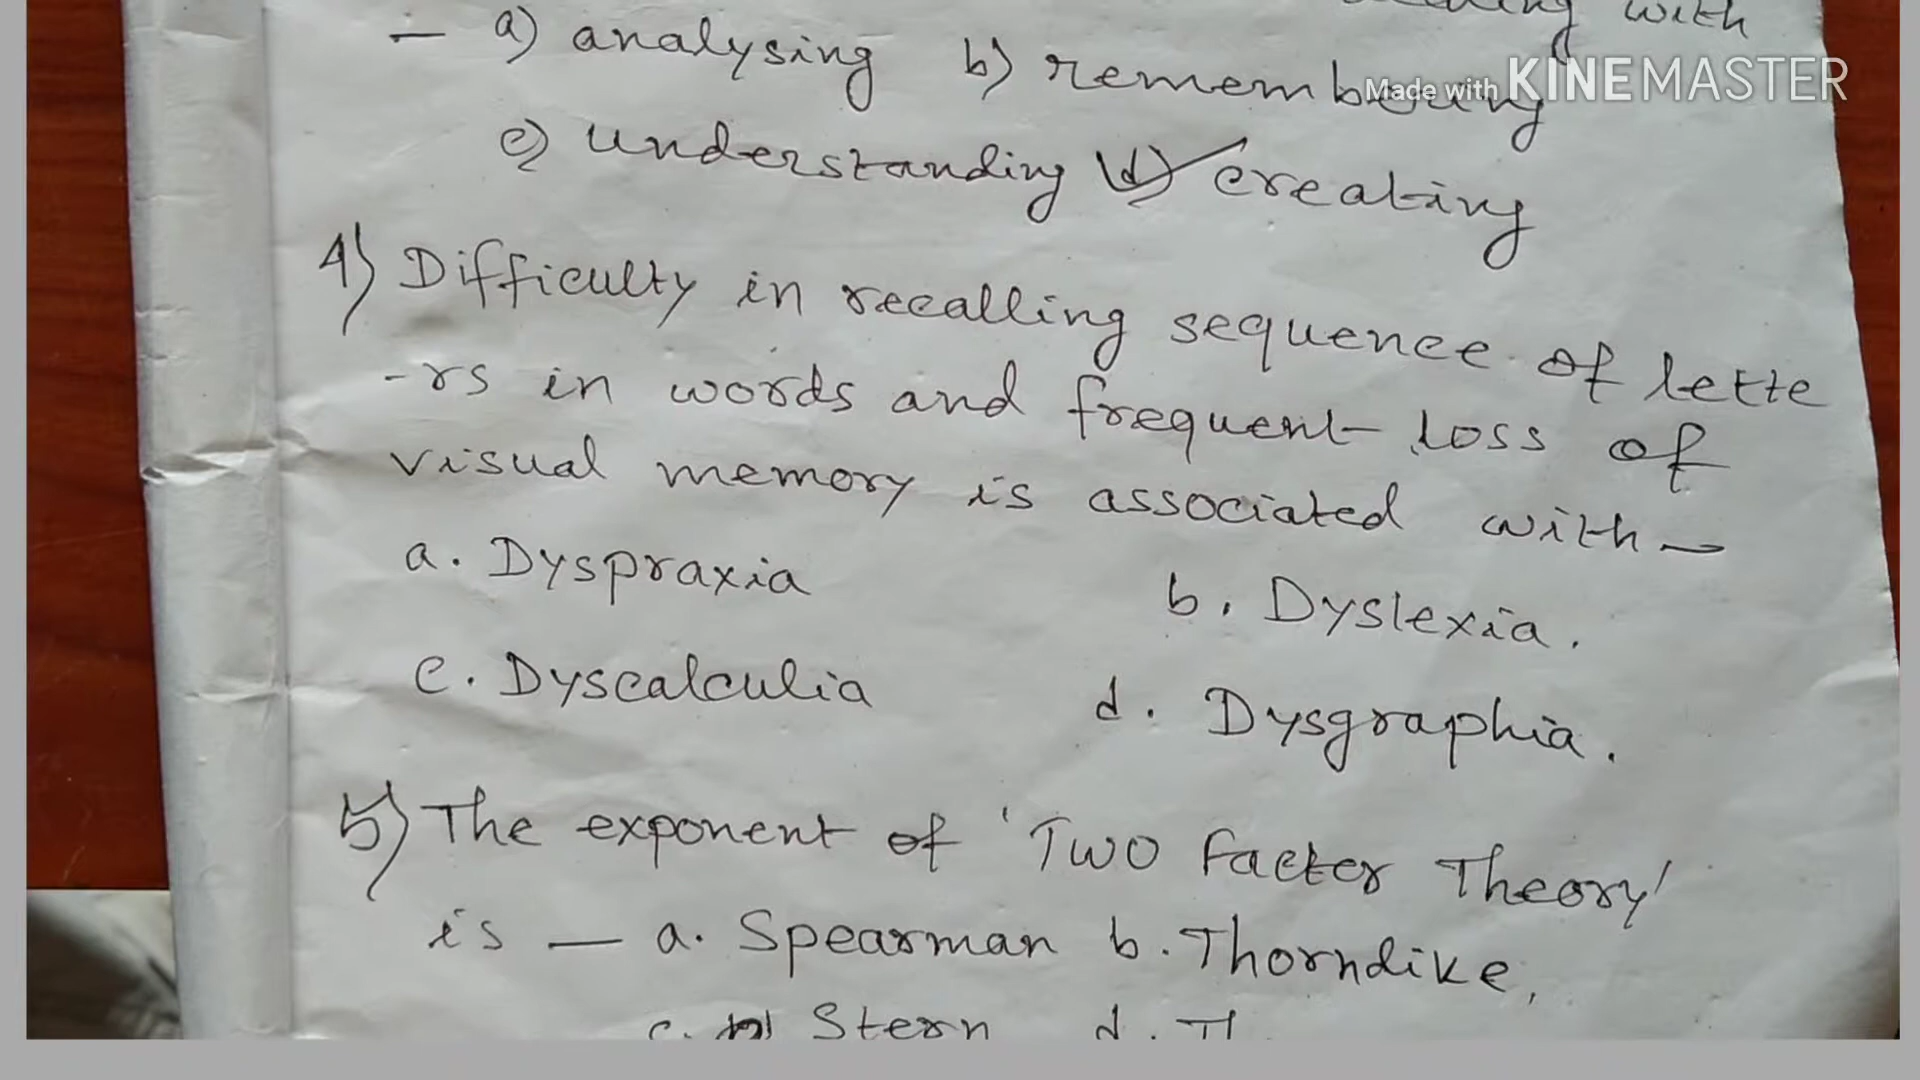 with
- a) analysing b) remembering
Made with KINEMASTER
c) understanding d) creating
4) Difficulty in recalling sequence of lette
-rs in words and frequent loss of
visual memory is associated with -
a. Dyspraxia b. Dyslexia.
c. Dyscalculia d. Dysgraphia.
5) The exponent of 'Two Factor Theory'
is - a. Spearman b. Thorndike,
c. Stern d.